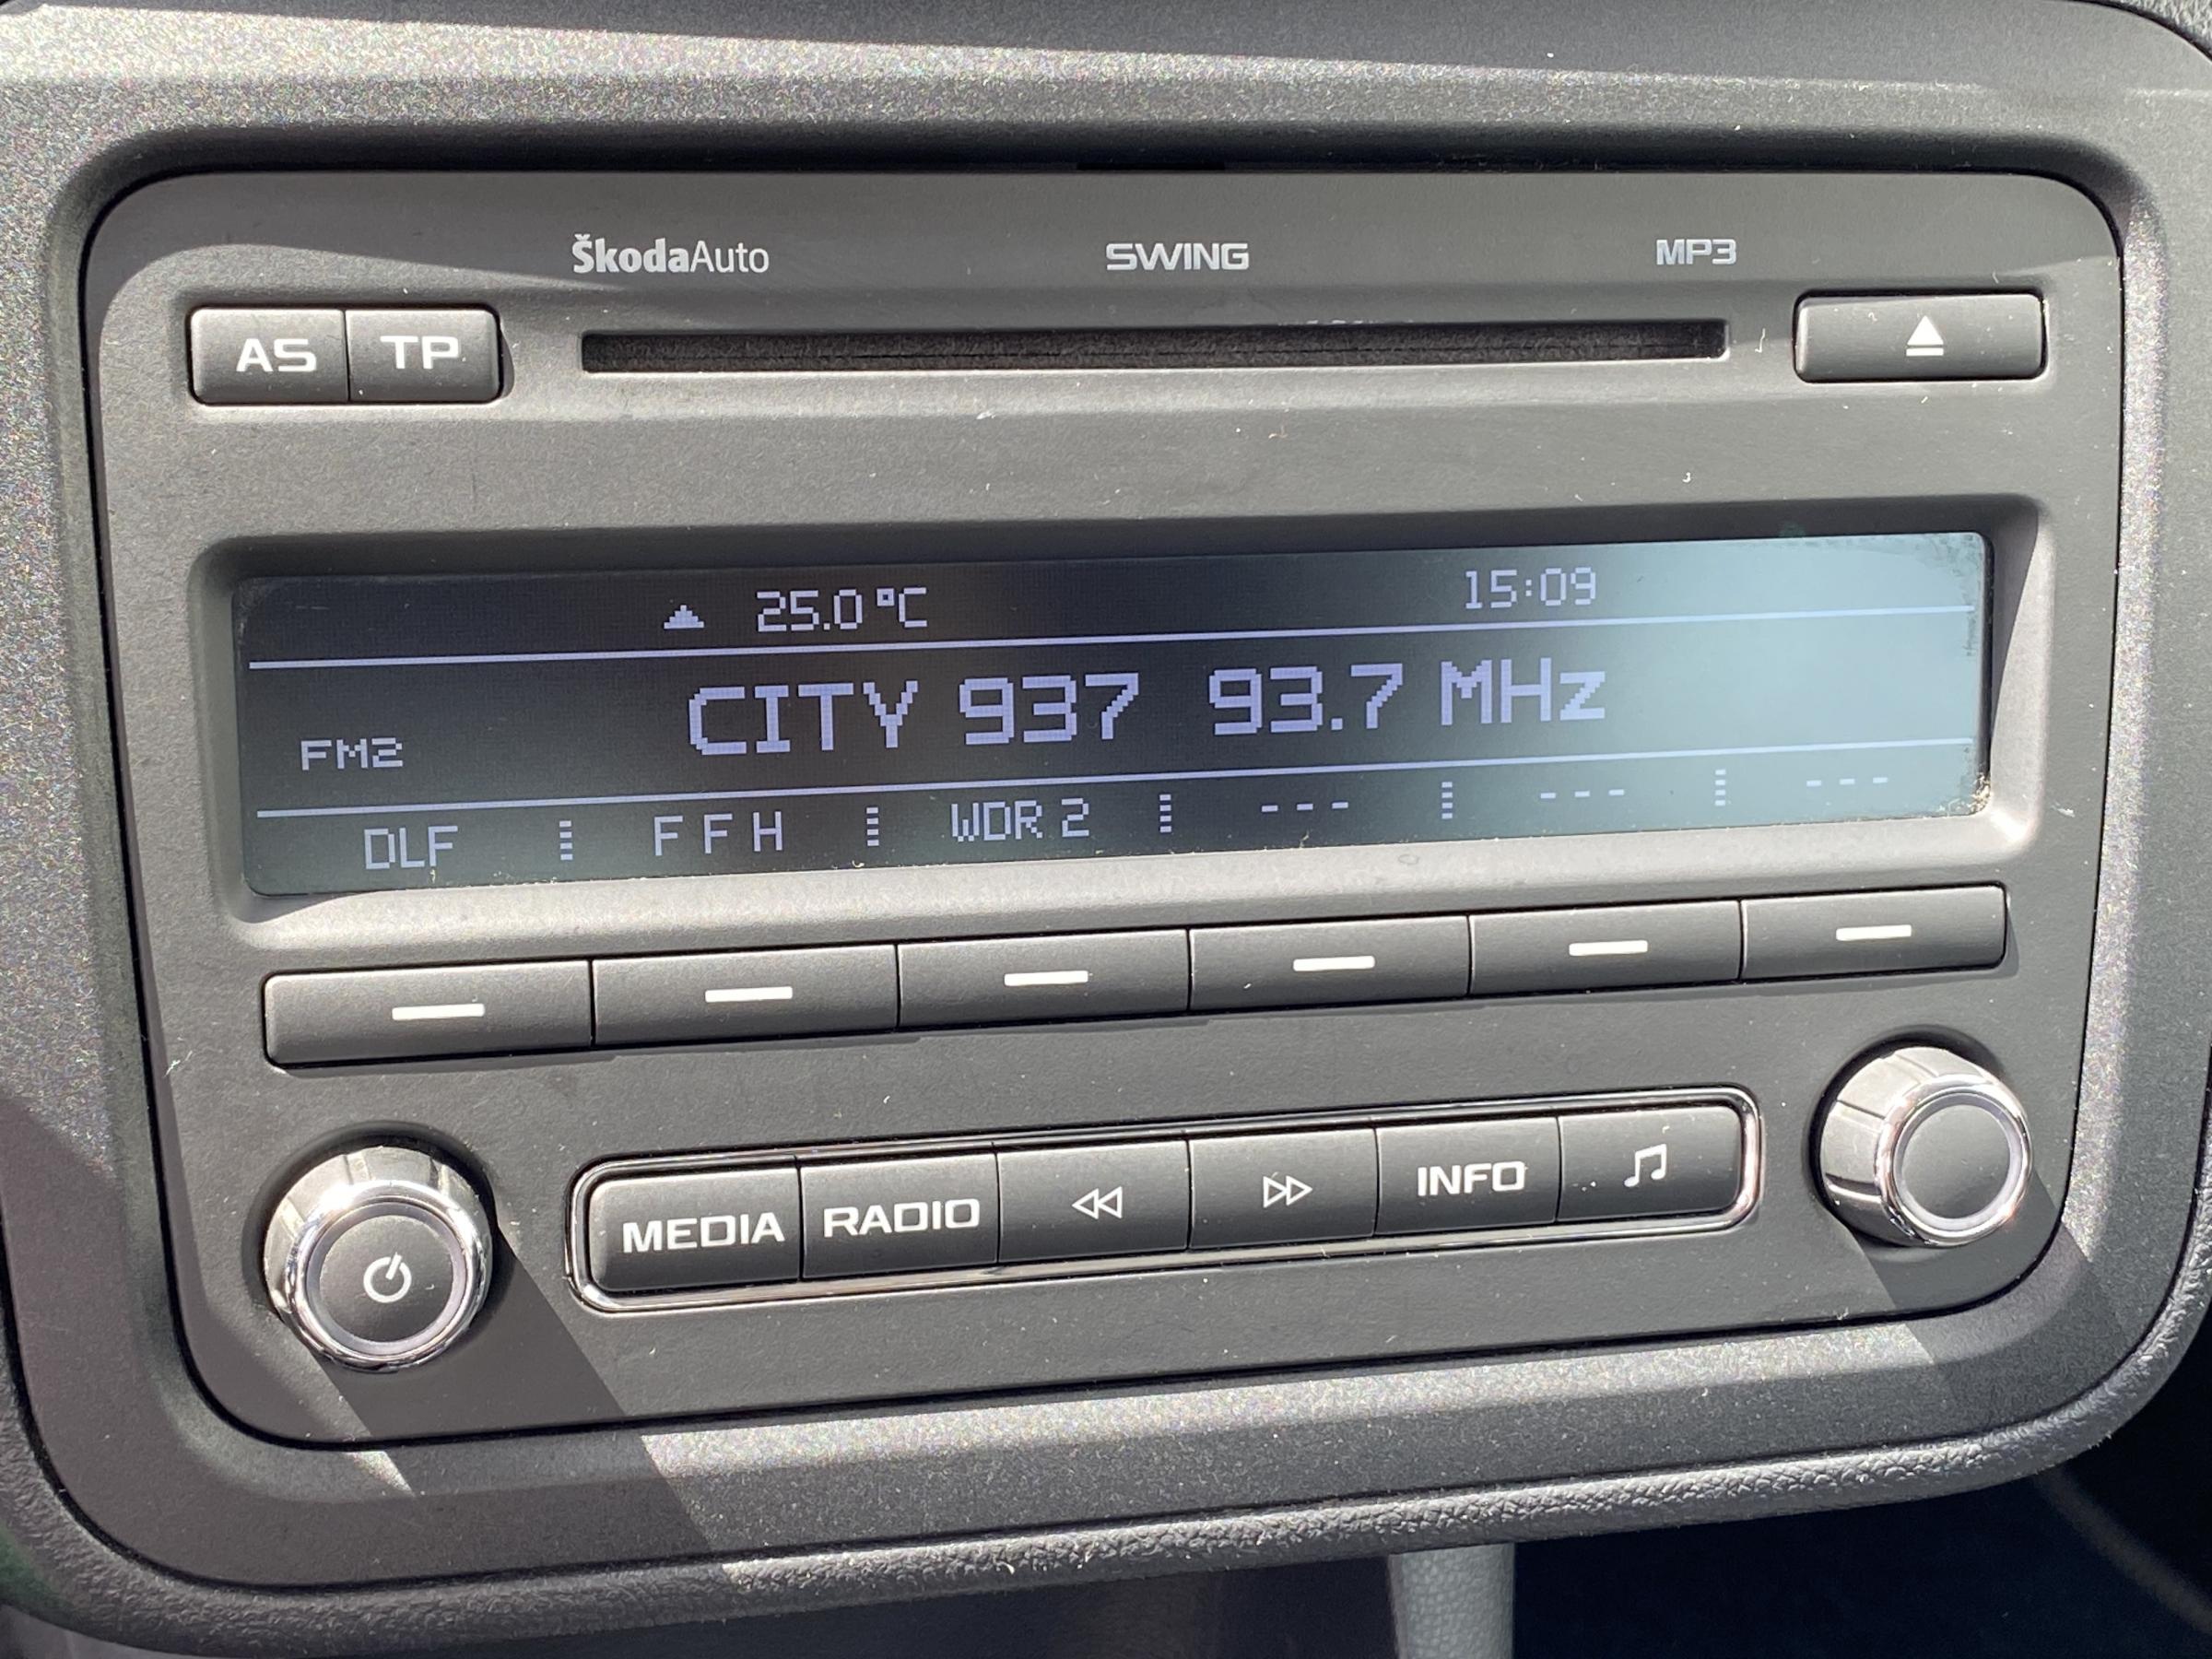 ŠkodaAuto SWING MP3
AS TP
25.0 °C 15:09
CITY 937 93.7 MHz
FM2
DLF F F H WDR 2 --- --- ---
MEDIA RADIO INFO